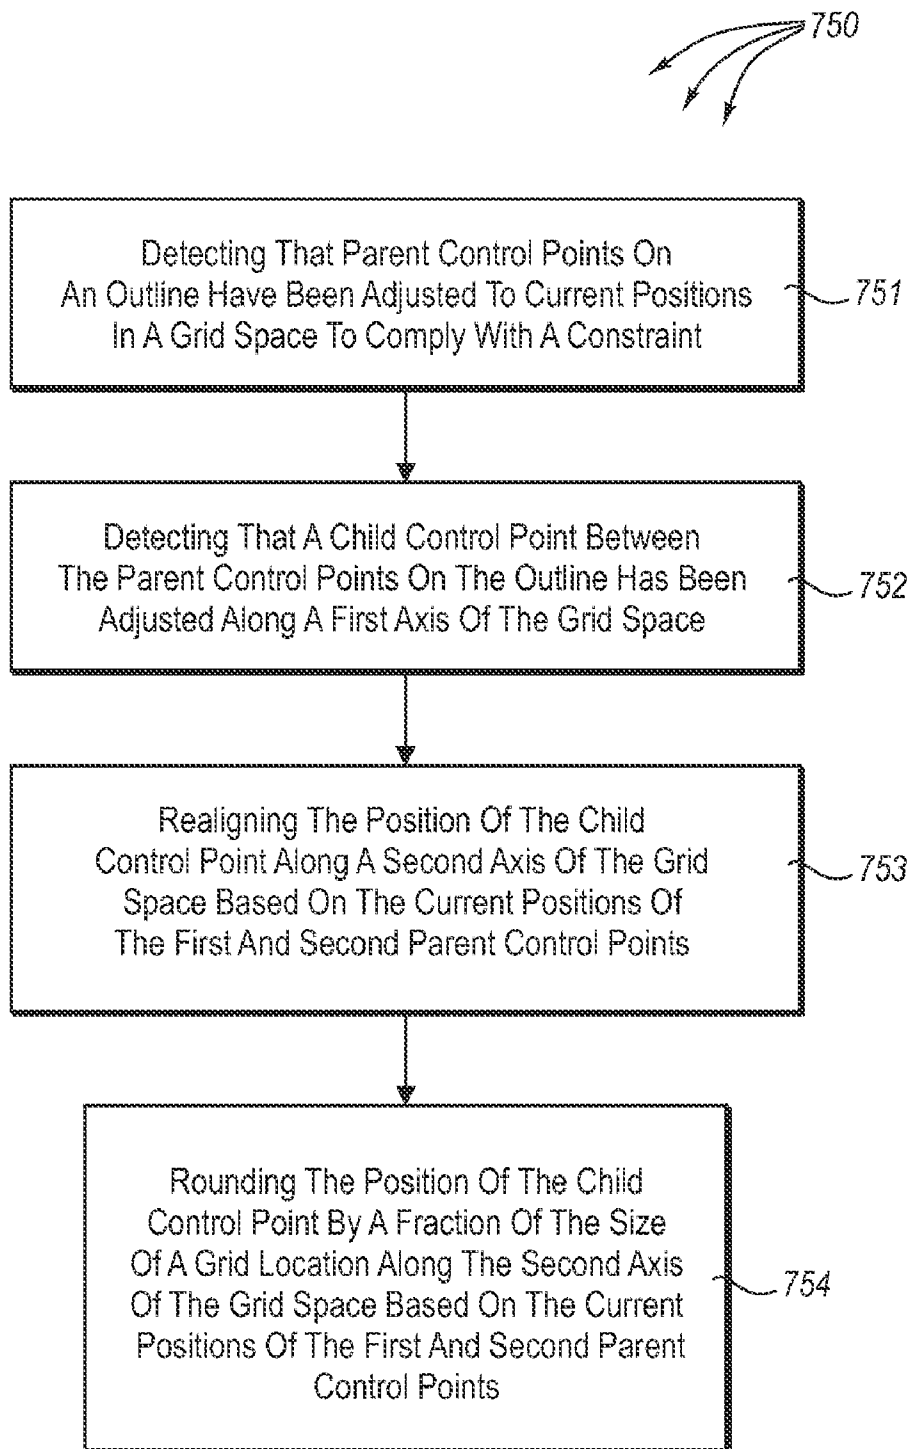 750
Detecting That Parent Control Points On
An Outline Have Been Adjusted To Current Positions
In A Grid Space To Comply With A Constraint
751
Detecting That A Child Control Point Between
The Parent Control Points On The Outline Has Been
Adjusted Along A First Axis Of The Grid Space
752
Realigning The Position Of The Child
Control Point Along A Second Axis Of The Grid
Space Based On The Current Positions Of
The First And Second Parent Control Points
753
Rounding The Position Of The Child
Control Point By A Fraction Of The Size
Of A Grid Location Along The Second Axis
Of The Grid Space Based On The Current
Positions Of The First And Second Parent
Control Points
754